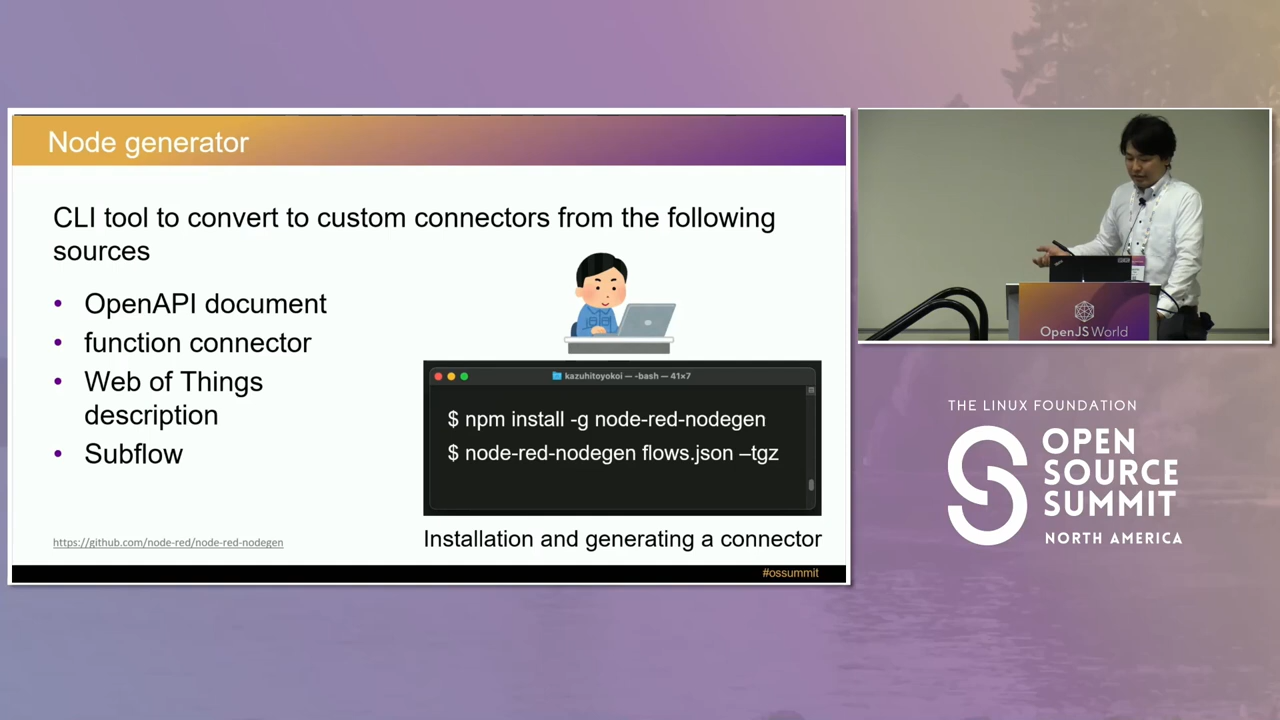 Node generator
CLI tool to convert to custom connectors from the following
sources
• OpenAPI document
• function connector
• Web of Things
description
• Subflow
kazuhitoyokoi — -bash — 41×7
$ npm install -g node-red-nodegen
$ node-red-nodegen flows.json –tgz
Installation and generating a connector
https://github.com/node-red/node-red-nodegen
#ossummit
OpenJS World
THE LINUX FOUNDATION
OPEN
SOURCE
SUMMIT
NORTH AMERICA